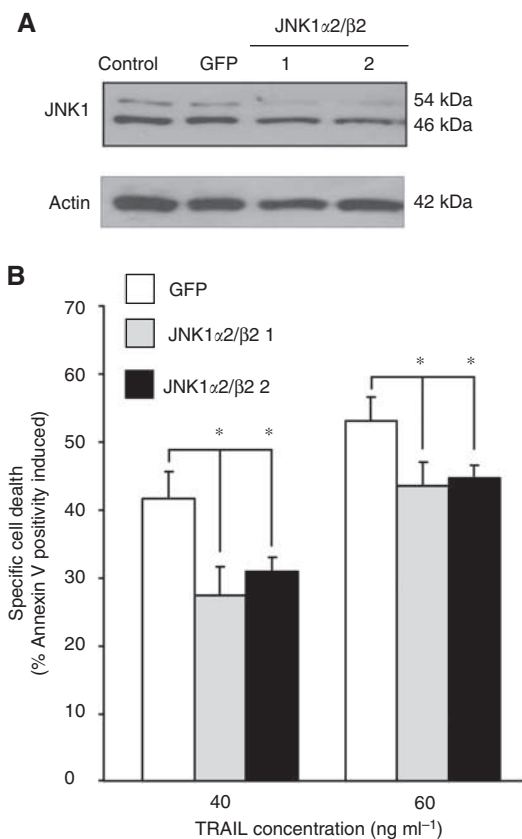 A
JNK1α2/β2
Control GFP 1 2
JNK1
54 kDa
46 kDa
Actin
42 kDa
B
70
60
50
40
30
20
10
0
Specific cell death
(% Annexin V positivity induced)
GFP
JNK1α2/β2 1
JNK1α2/β2 2
* *
* *
40 60
TRAIL concentration (ng ml⁻¹)